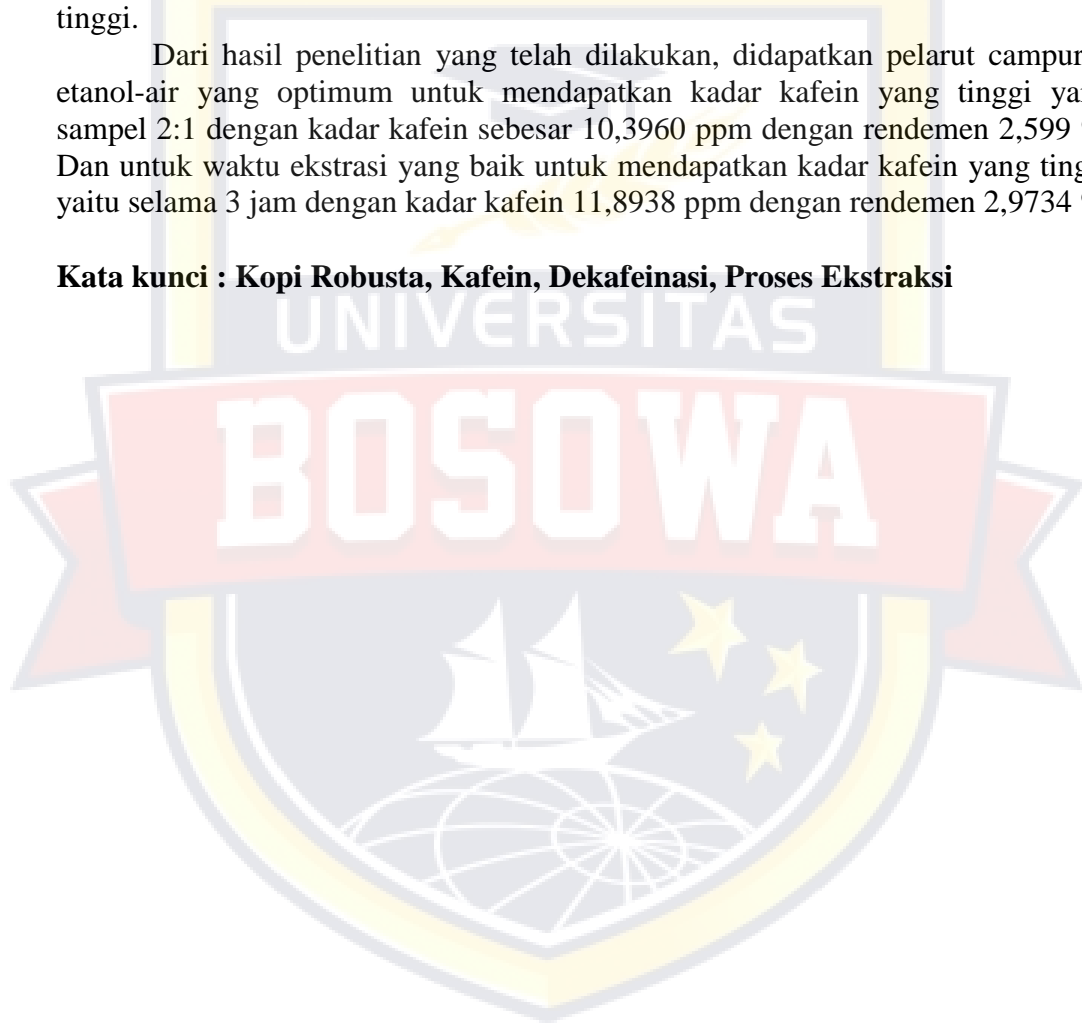 tinggi.
Dari hasil penelitian yang telah dilakukan, didapatkan pelarut campur
etanol-air yang optimum untuk mendapatkan kadar kafein yang tinggi ya
sampel 2:1 dengan kadar kafein sebesar 10,3960 ppm dengan rendemen 2,599
Dan untuk waktu ekstrasi yang baik untuk mendapatkan kadar kafein yang ting
yaitu selama 3 jam dengan kadar kafein 11,8938 ppm dengan rendemen 2,9734
Kata kunci : Kopi Robusta, Kafein, Dekafeinasi, Proses Ekstraksi
UNIVERSITAS
BOSOWA